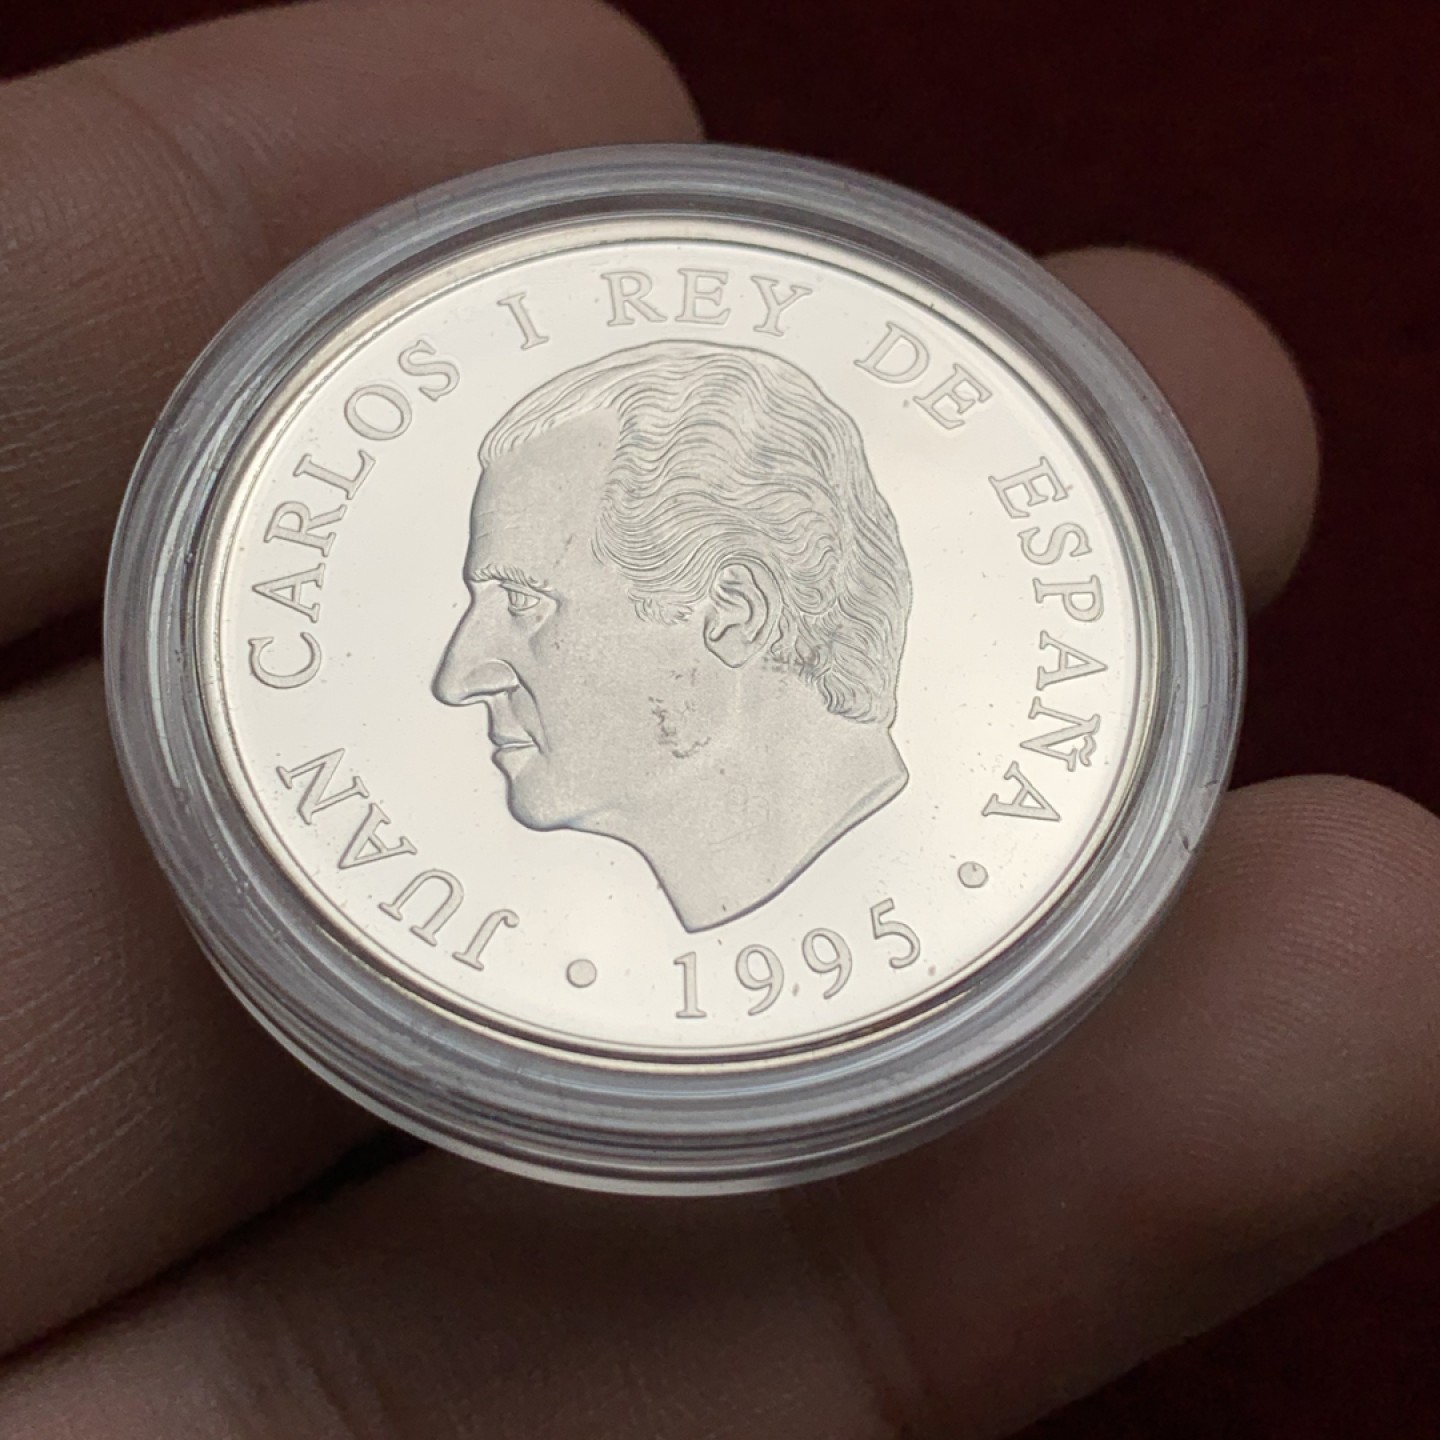 JUAN CARLOS I REY DE ESPAÑA
• 1995 •